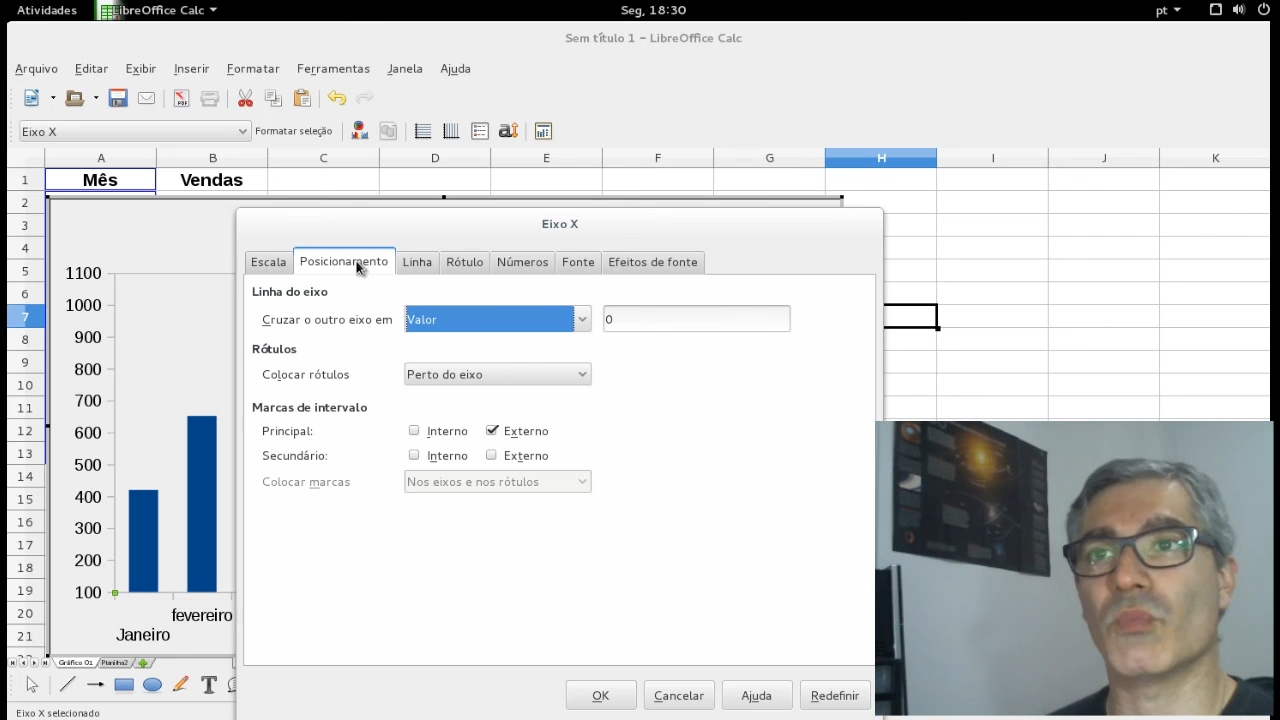 Atividades LibreOffice Calc Seg, 18:30 pt
Sem título 1 – LibreOffice Calc
Arquivo Editar Exibir Inserir Formatar Ferramentas Janela Ajuda
Eixo X Formatar seleção
A B C D E F G H I J K
1 Mês Vendas
2
3
4
5
6
7
8
9
10
11
12
13
14
15
16
17
18
19
20
21
1100
1000
900
800
700
600
500
400
300
200
100
fevereiro
Janeiro
Eixo X
Escala Posicionamento Linha Rótulo Números Fonte Efeitos de fonte
Linha do eixo
Cruzar o outro eixo em Valor 0
Rótulos
Colocar rótulos Perto do eixo
Marcas de intervalo
Principal: Interno Externo
Secundário: Interno Externo
Colocar marcas Nos eixos e nos rótulos
OK Cancelar Ajuda Redefinir
Gráfico 01 Planilha2
Eixo X selecionado